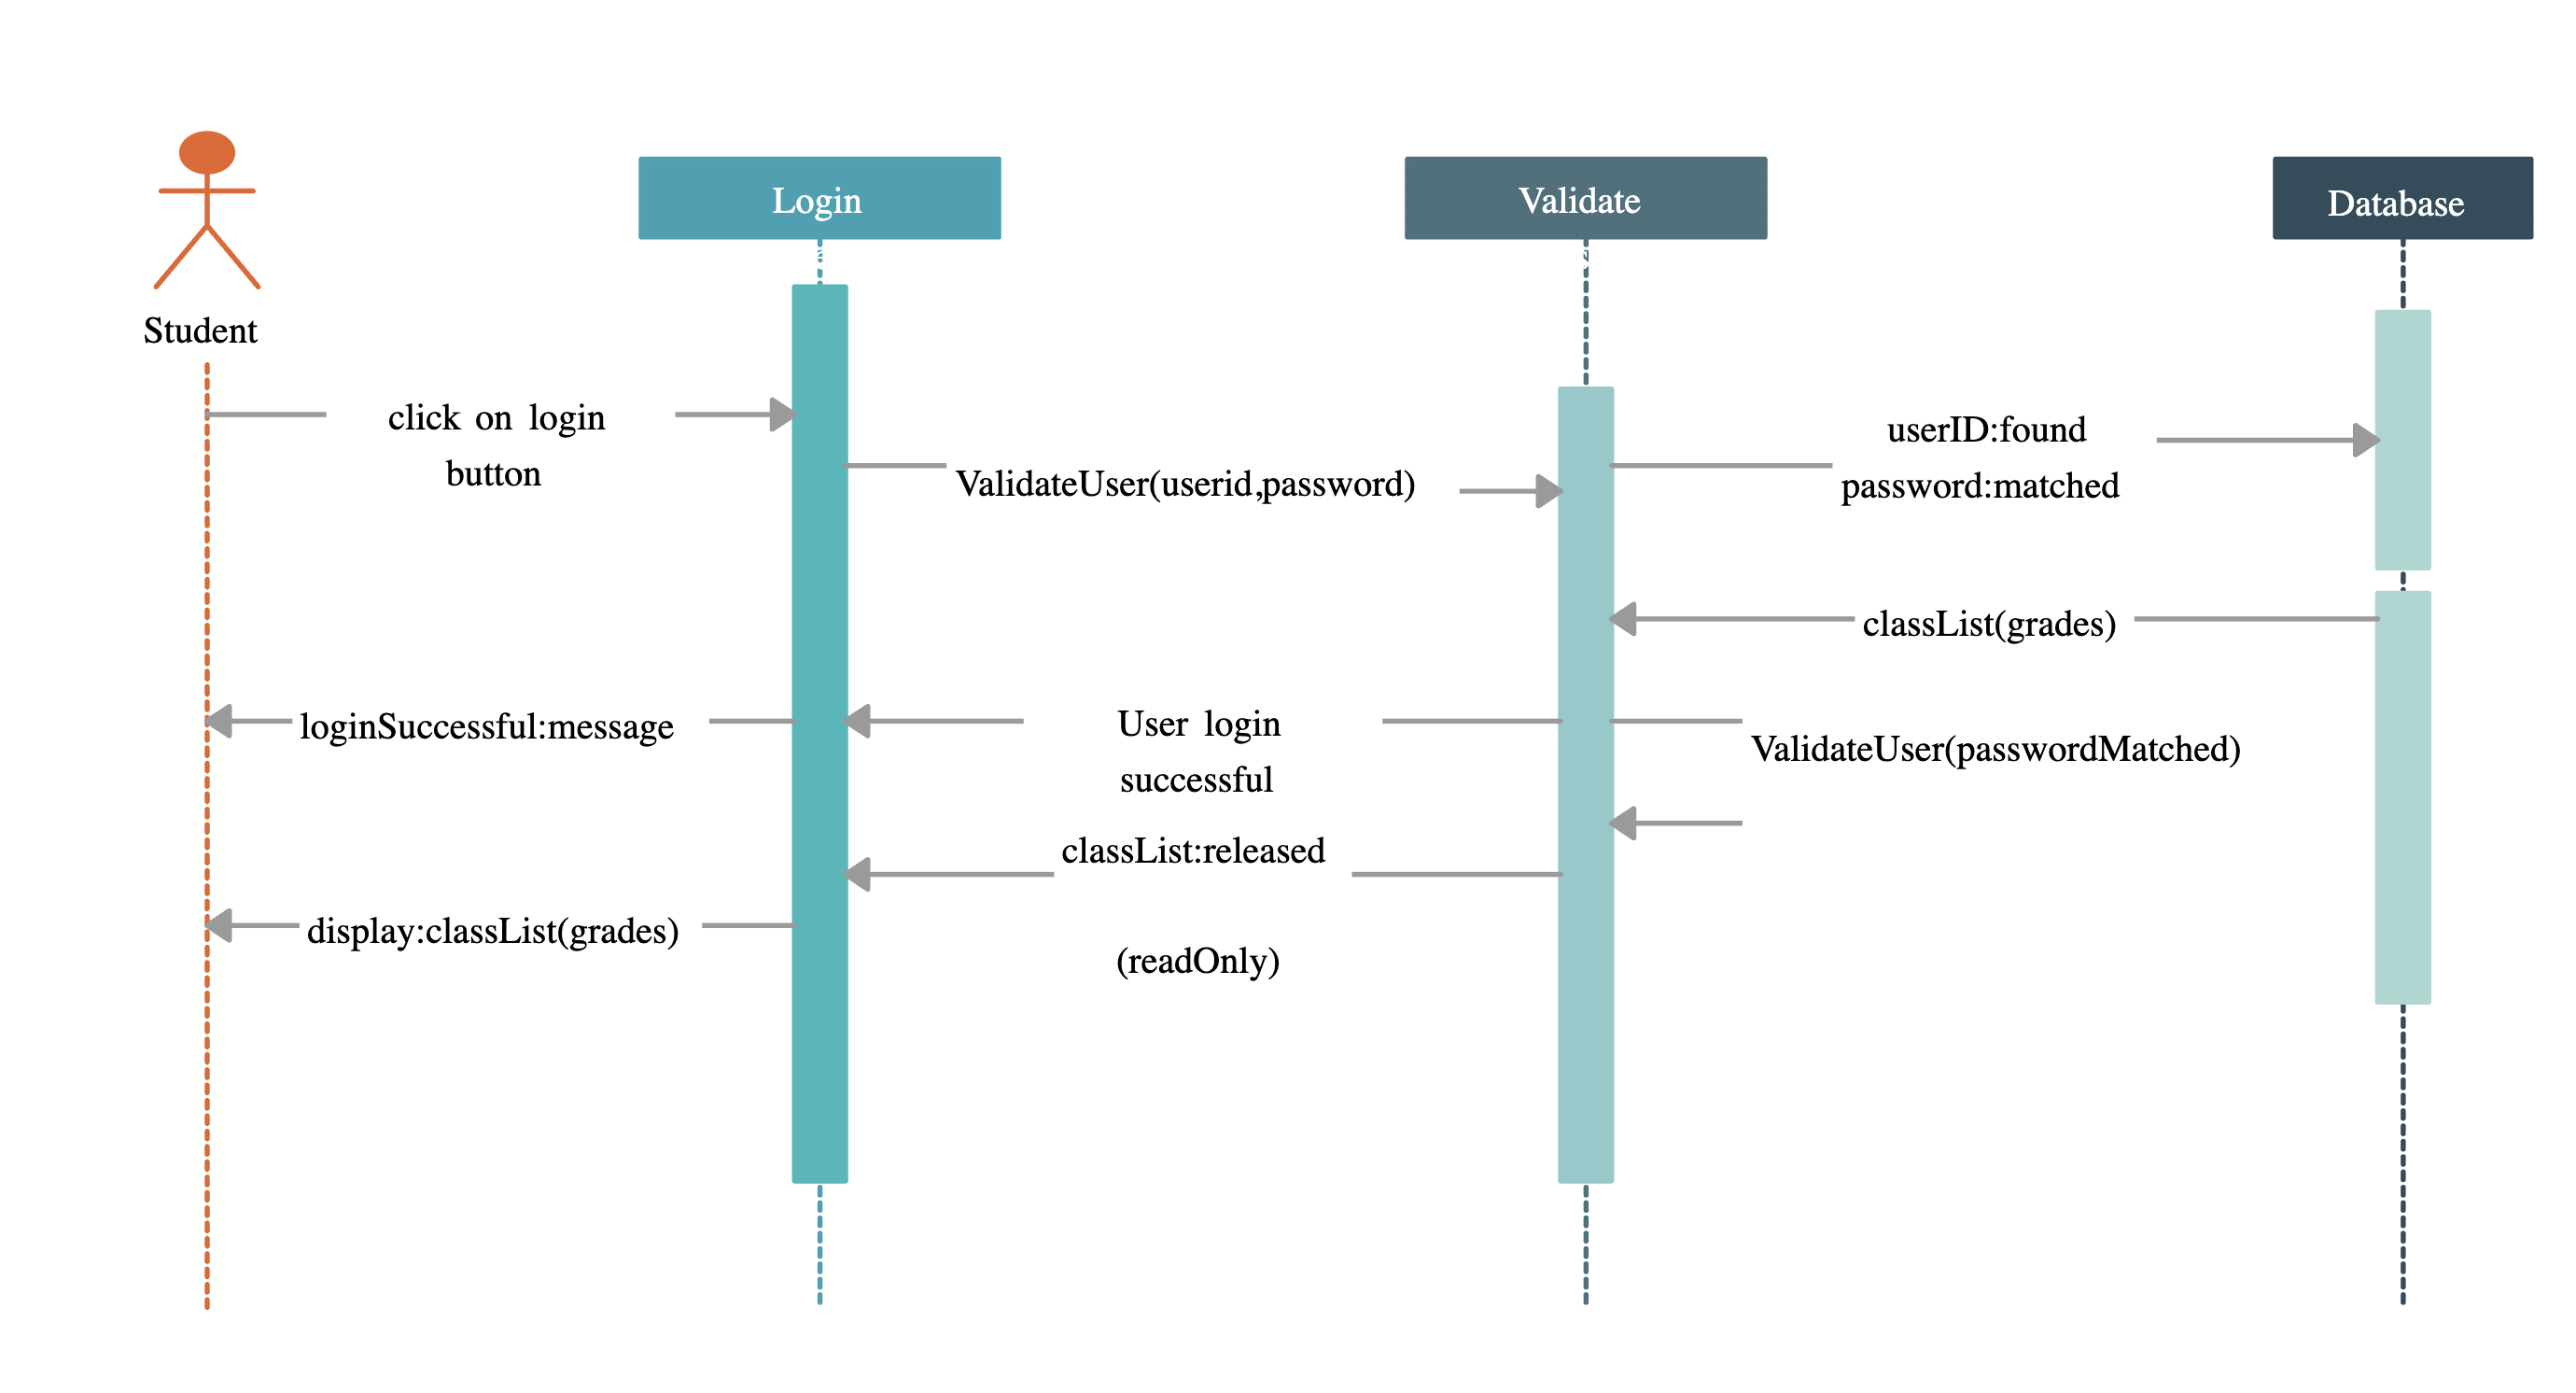 Login
Validate
Database
Student
click on login
button
ValidateUser(userid,password)
userID:found
password:matched
classList(grades)
loginSuccessful:message
User login
successful
ValidateUser(passwordMatched)
classList:released
(readOnly)
display:classList(grades)